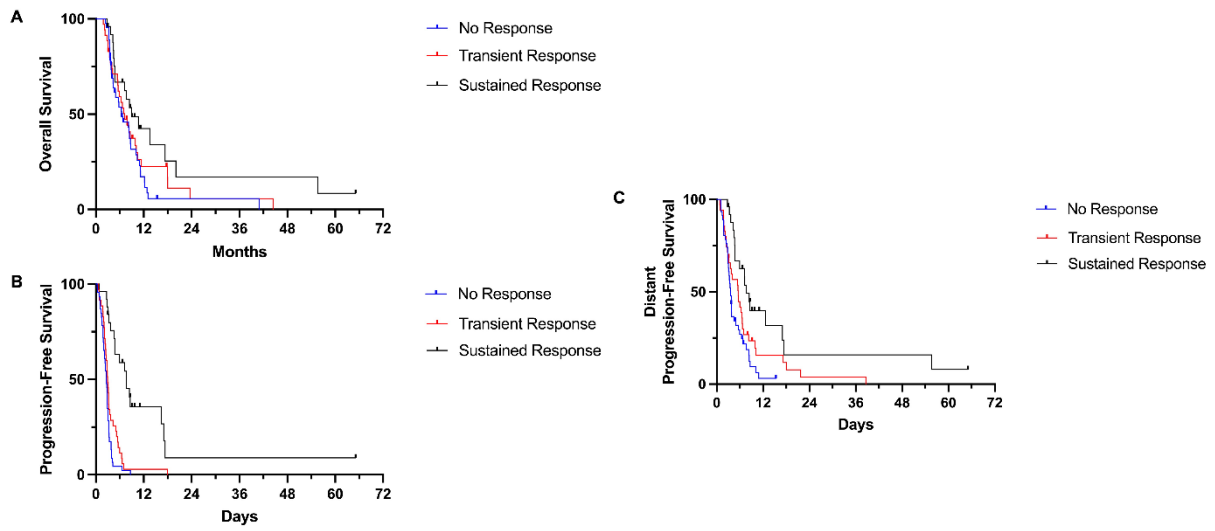 A
Overall Survival
100
50
0
0 12 24 36 48 60 72
Months
No Response
Transient Response
Sustained Response
B
Progression-Free Survival
100
50
0
0 12 24 36 48 60 72
Days
No Response
Transient Response
Sustained Response
C
Distant
Progression-Free Survival
100
50
0
0 12 24 36 48 60 72
Days
No Response
Transient Response
Sustained Response